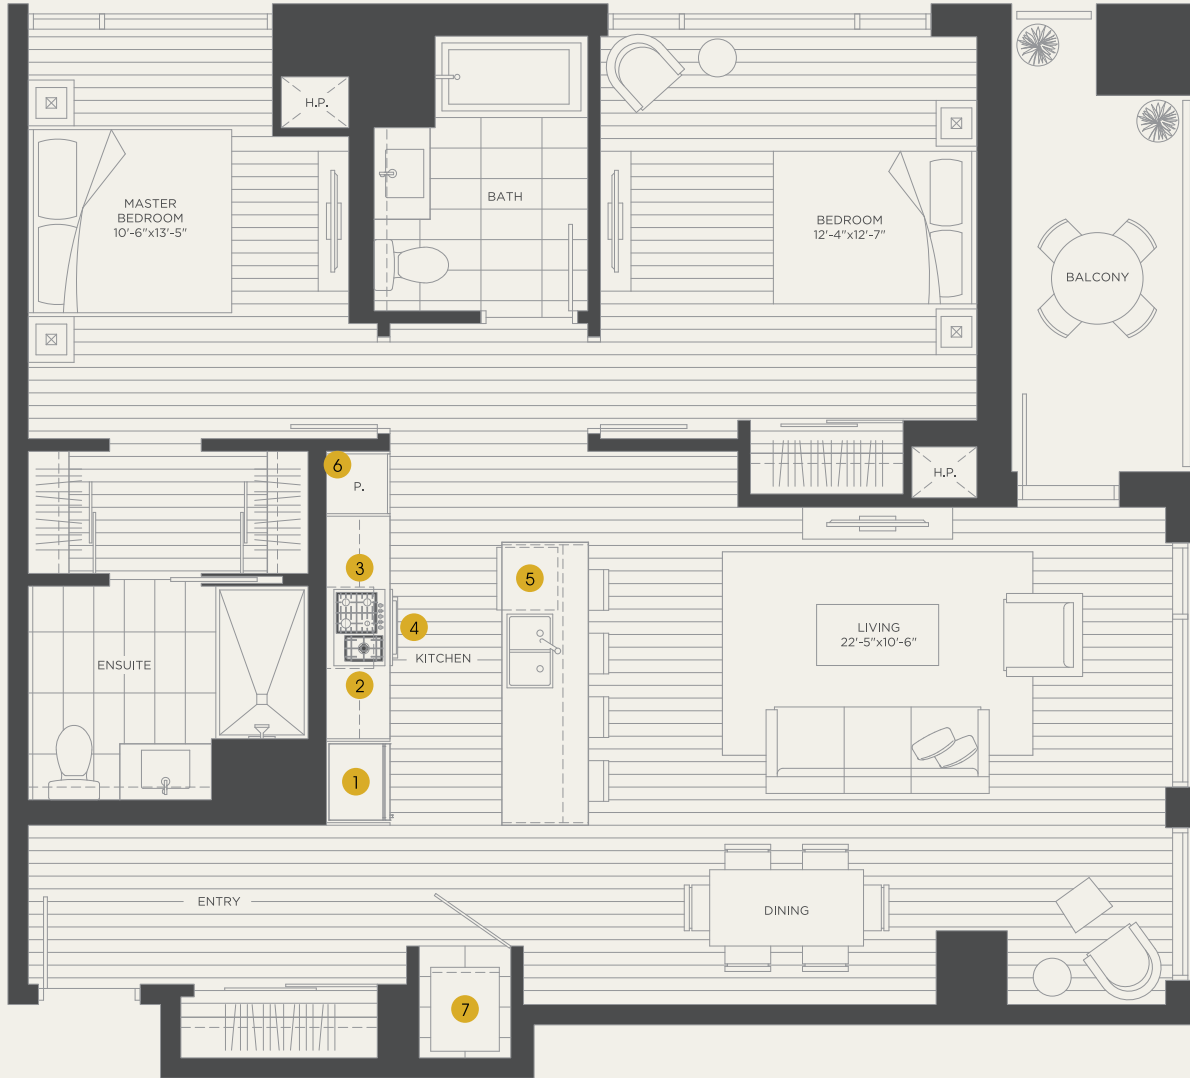 H.P.
MASTER
BEDROOM
10'-6"x13'-5"
BATH
BEDROOM
12'-4"x12'-7"
BALCONY
6
P.
H.P.
3
5
4
KITCHEN
LIVING
22'-5"x10'-6"
ENSUITE
2
1
ENTRY
DINING
7